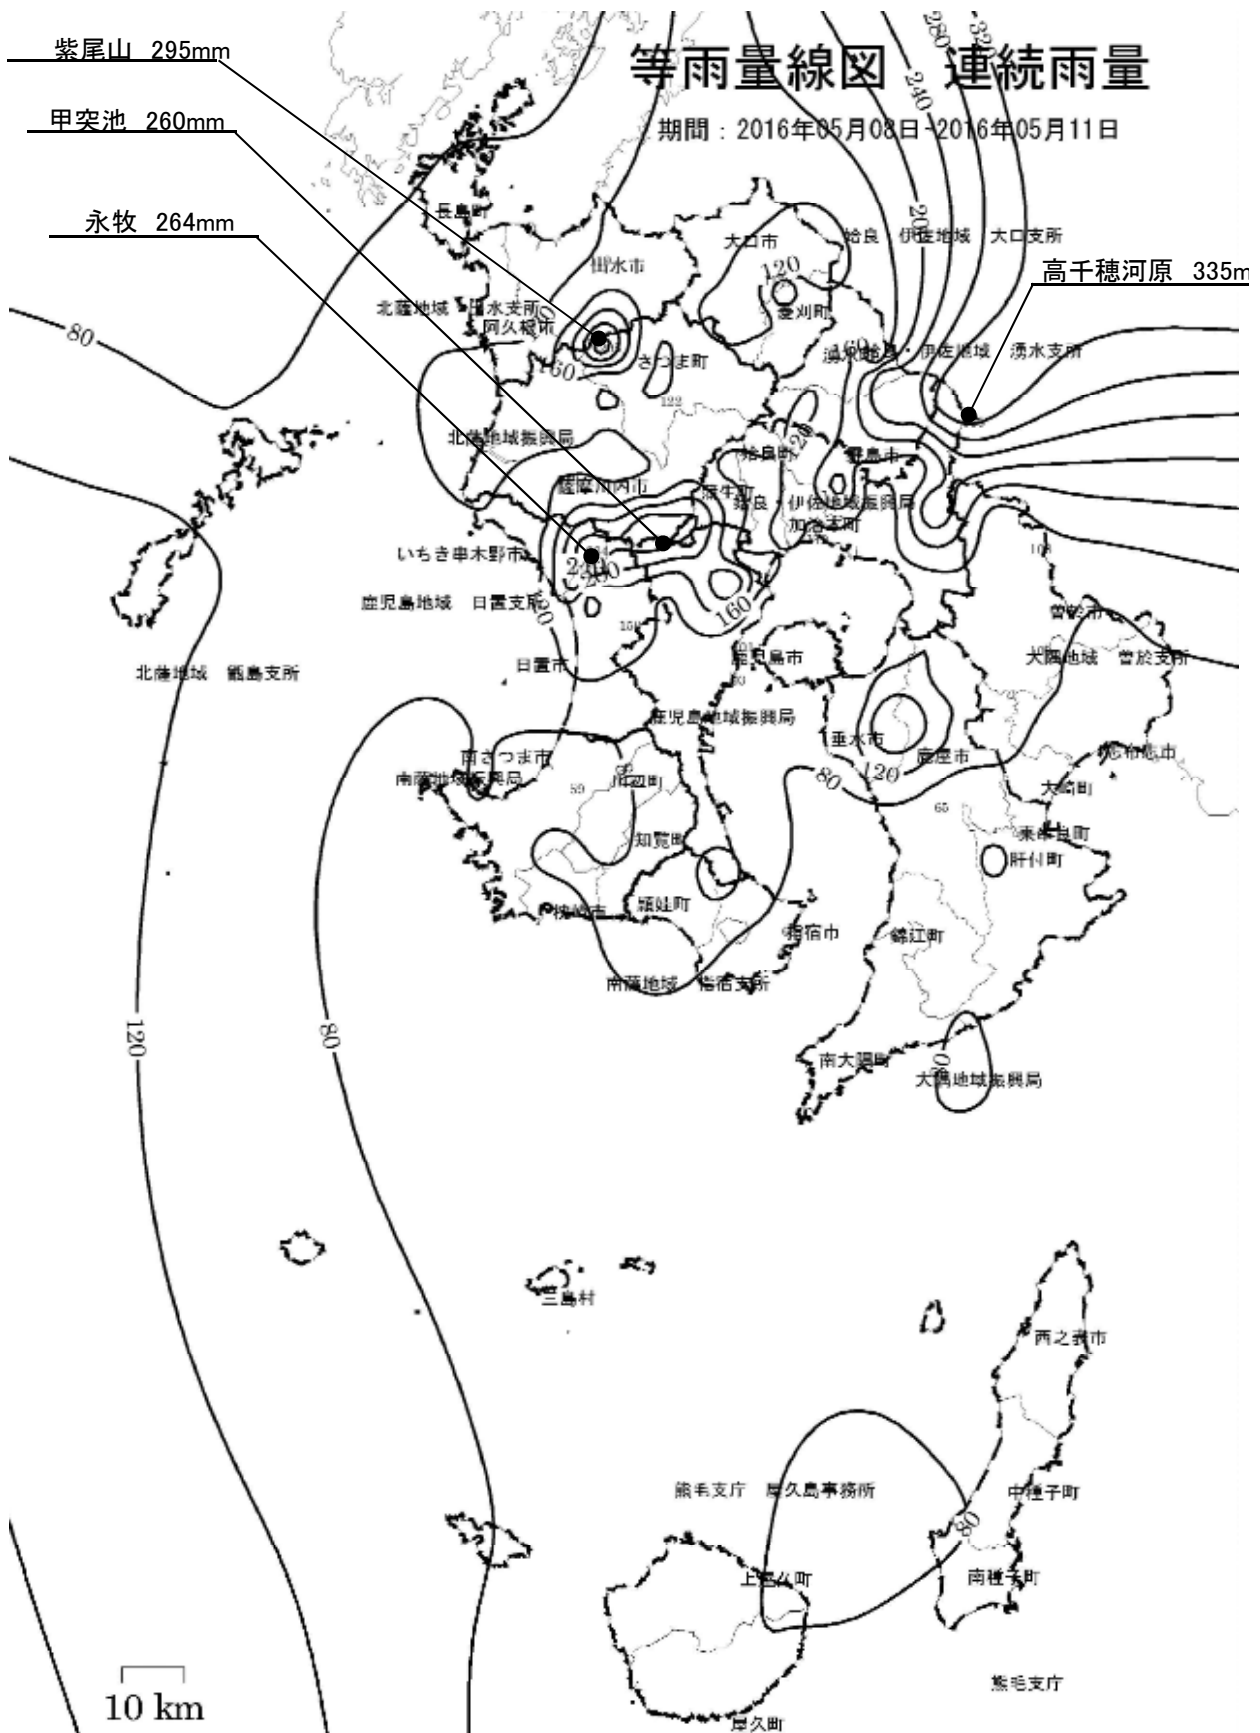 等雨量線図　連続雨量
期間：2016年05月08日-2016年05月11日
紫尾山 295mm
甲突池 260mm
永牧 264mm
高千穂河原 335m
320
280
240
200
長島町
大口市
姶良・伊佐地域 大口支所
出水市
120
北薩地域 出水支所
阿久根市
菱刈町
80
160
さつま町
160
湧水町
姶良・伊佐地域 湧水支所
122
120
北薩地域振興局
姶良町
霧島市
薩摩川内市
蒲生町
姶良・伊佐地域振興局
加治木町
いちき串木野市
200
鹿児島地域 日置支所
160
曽於市
日置市
鹿児島市
大隅地域 曽於支所
北薩地域 甑島支所
鹿児島地域振興局
垂水市
鹿屋市
志布志市
南さつま市
南薩地域振興局
川辺町
59
80
120
大崎町
65
知覧町
東串良町
肝付町
枕崎市
頴娃町
指宿市
錦江町
南薩地域 指宿支所
120
80
南大隅町
大隅地域振興局
三島村
西之表市
熊毛支庁 屋久島事務所
中種子町
80
上屋久町
南種子町
熊毛支庁
10 km
屋久町